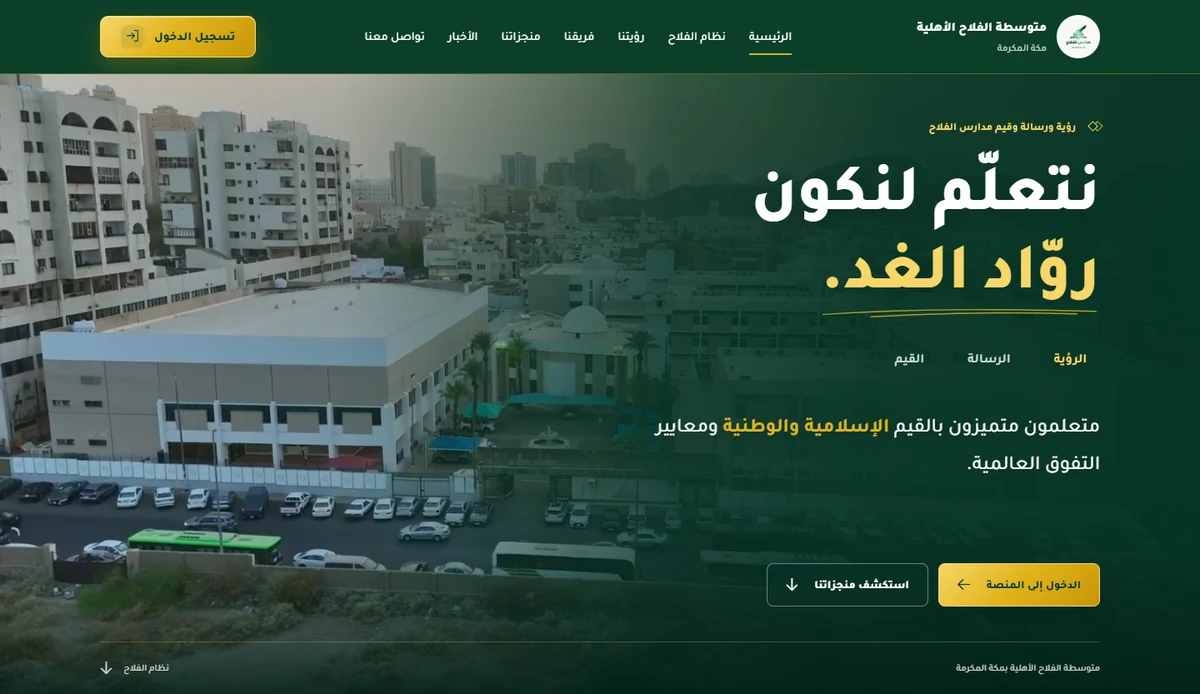 متوسطة الفلاح الأهلية
مكة المكرمة
الرئيسية
نظام الفلاح
رؤيتنا
فريقنا
منجزاتنا
الأخبار
تواصل معنا
تسجيل الدخول
رؤية ورسالة وقيم مدارس الفلاح
نتعلّم لنكون
روّاد الغد.
الرؤية
الرسالة
القيم
متعلمون متميزون بالقيم الإسلامية والوطنية ومعايير
التفوق العالمية.
الدخول إلى المنصة
استكشف منجزاتنا
متوسطة الفلاح الأهلية بمكة المكرمة
نظام الفلاح